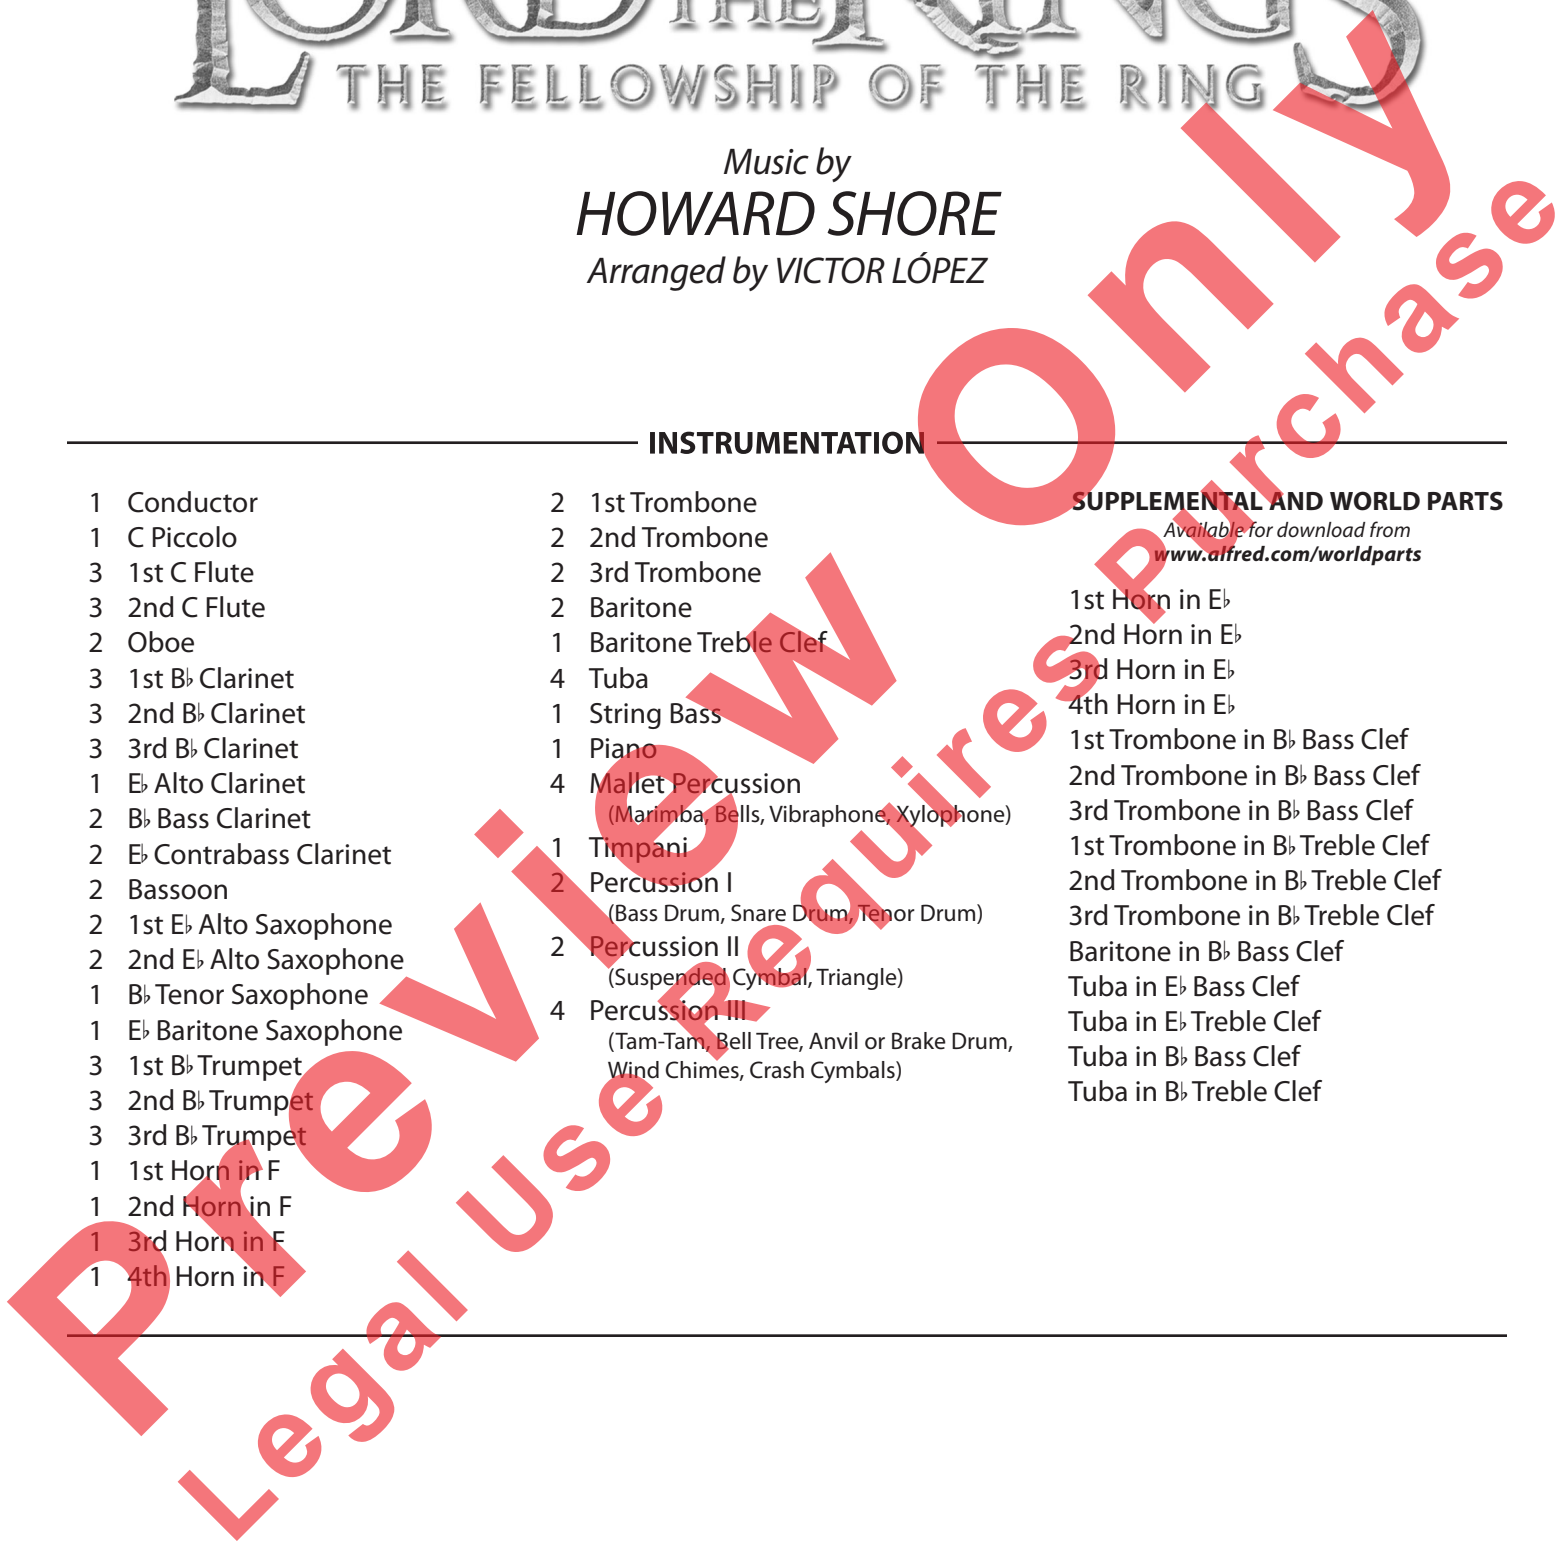 LORD THE RINGS
THE FELLOWSHIP OF THE RING
Music by
HOWARD SHORE
Arranged by VICTOR LÓPEZ
INSTRUMENTATION
1 Conductor
1 C Piccolo
3 1st C Flute
3 2nd C Flute
2 Oboe
3 1st B♭ Clarinet
3 2nd B♭ Clarinet
3 3rd B♭ Clarinet
1 E♭ Alto Clarinet
2 B♭ Bass Clarinet
2 E♭ Contrabass Clarinet
2 Bassoon
2 1st E♭ Alto Saxophone
2 2nd E♭ Alto Saxophone
1 B♭ Tenor Saxophone
1 E♭ Baritone Saxophone
3 1st B♭ Trumpet
3 2nd B♭ Trumpet
3 3rd B♭ Trumpet
1 1st Horn in F
1 2nd Horn in F
1 3rd Horn in F
1 4th Horn in F
2 1st Trombone
2 2nd Trombone
2 3rd Trombone
2 Baritone
1 Baritone Treble Clef
4 Tuba
1 String Bass
1 Piano
4 Mallet Percussion
(Marimba, Bells, Vibraphone, Xylophone)
1 Timpani
2 Percussion I
(Bass Drum, Snare Drum, Tenor Drum)
2 Percussion II
(Suspended Cymbal, Triangle)
4 Percussion III
(Tam-Tam, Bell Tree, Anvil or Brake Drum,
Wind Chimes, Crash Cymbals)
SUPPLEMENTAL AND WORLD PARTS
Available for download from
www.alfred.com/worldparts
1st Horn in E♭
2nd Horn in E♭
3rd Horn in E♭
4th Horn in E♭
1st Trombone in B♭ Bass Clef
2nd Trombone in B♭ Bass Clef
3rd Trombone in B♭ Bass Clef
1st Trombone in B♭ Treble Clef
2nd Trombone in B♭ Treble Clef
3rd Trombone in B♭ Treble Clef
Baritone in B♭ Bass Clef
Tuba in E♭ Bass Clef
Tuba in E♭ Treble Clef
Tuba in B♭ Bass Clef
Tuba in B♭ Treble Clef
Preview Only
Legal Use Requires Purchase